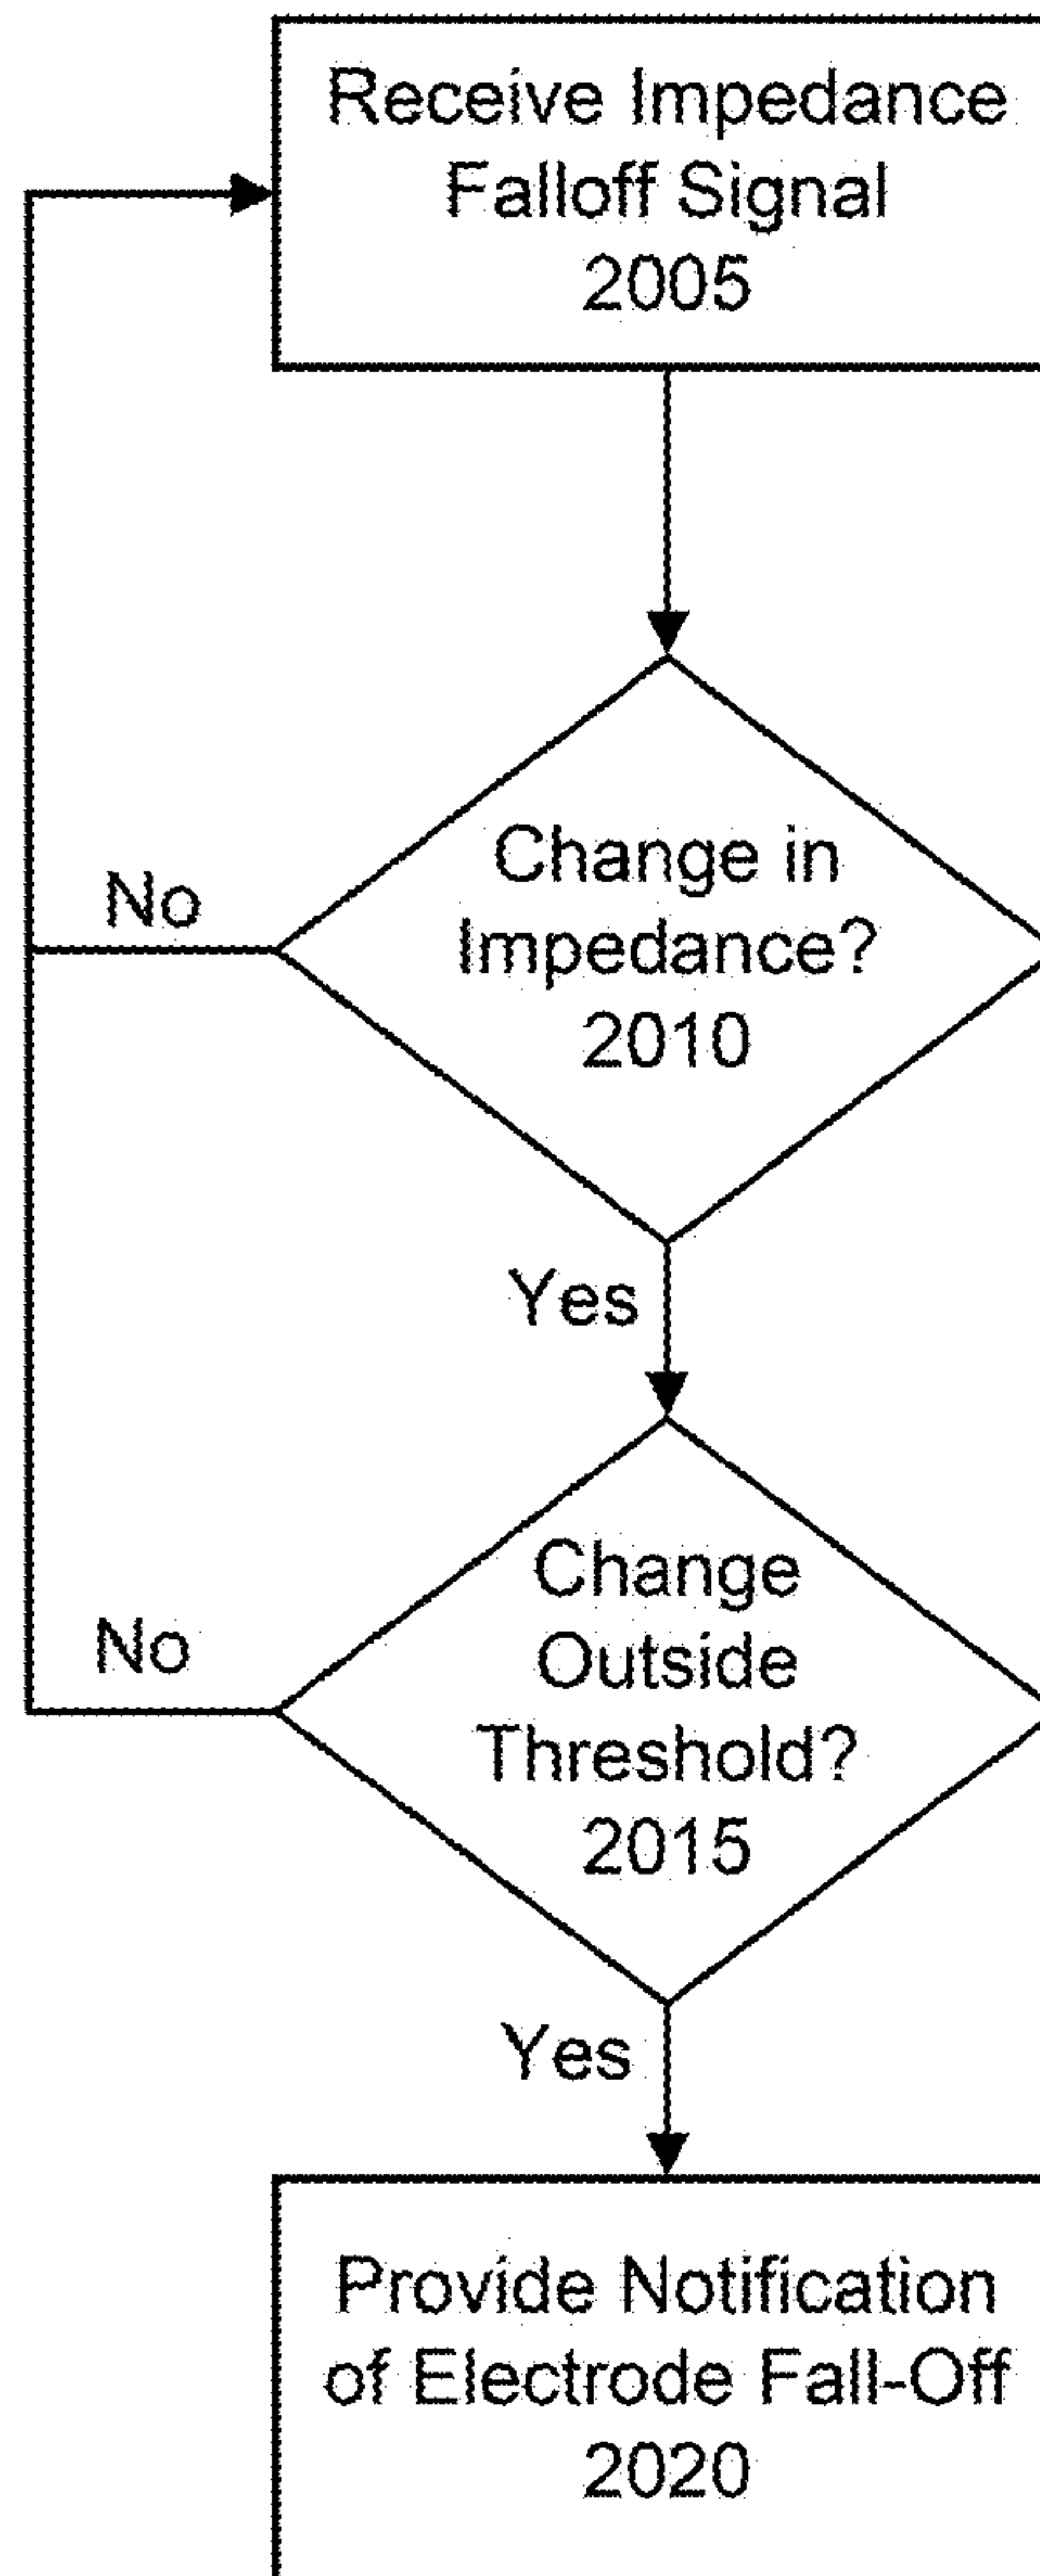 Receive Impedance
Falloff Signal
2005
Change in
Impedance?
2010
No
Yes
Change
Outside
Threshold?
2015
No
Yes
Provide Notification
of Electrode Fall-Off
2020